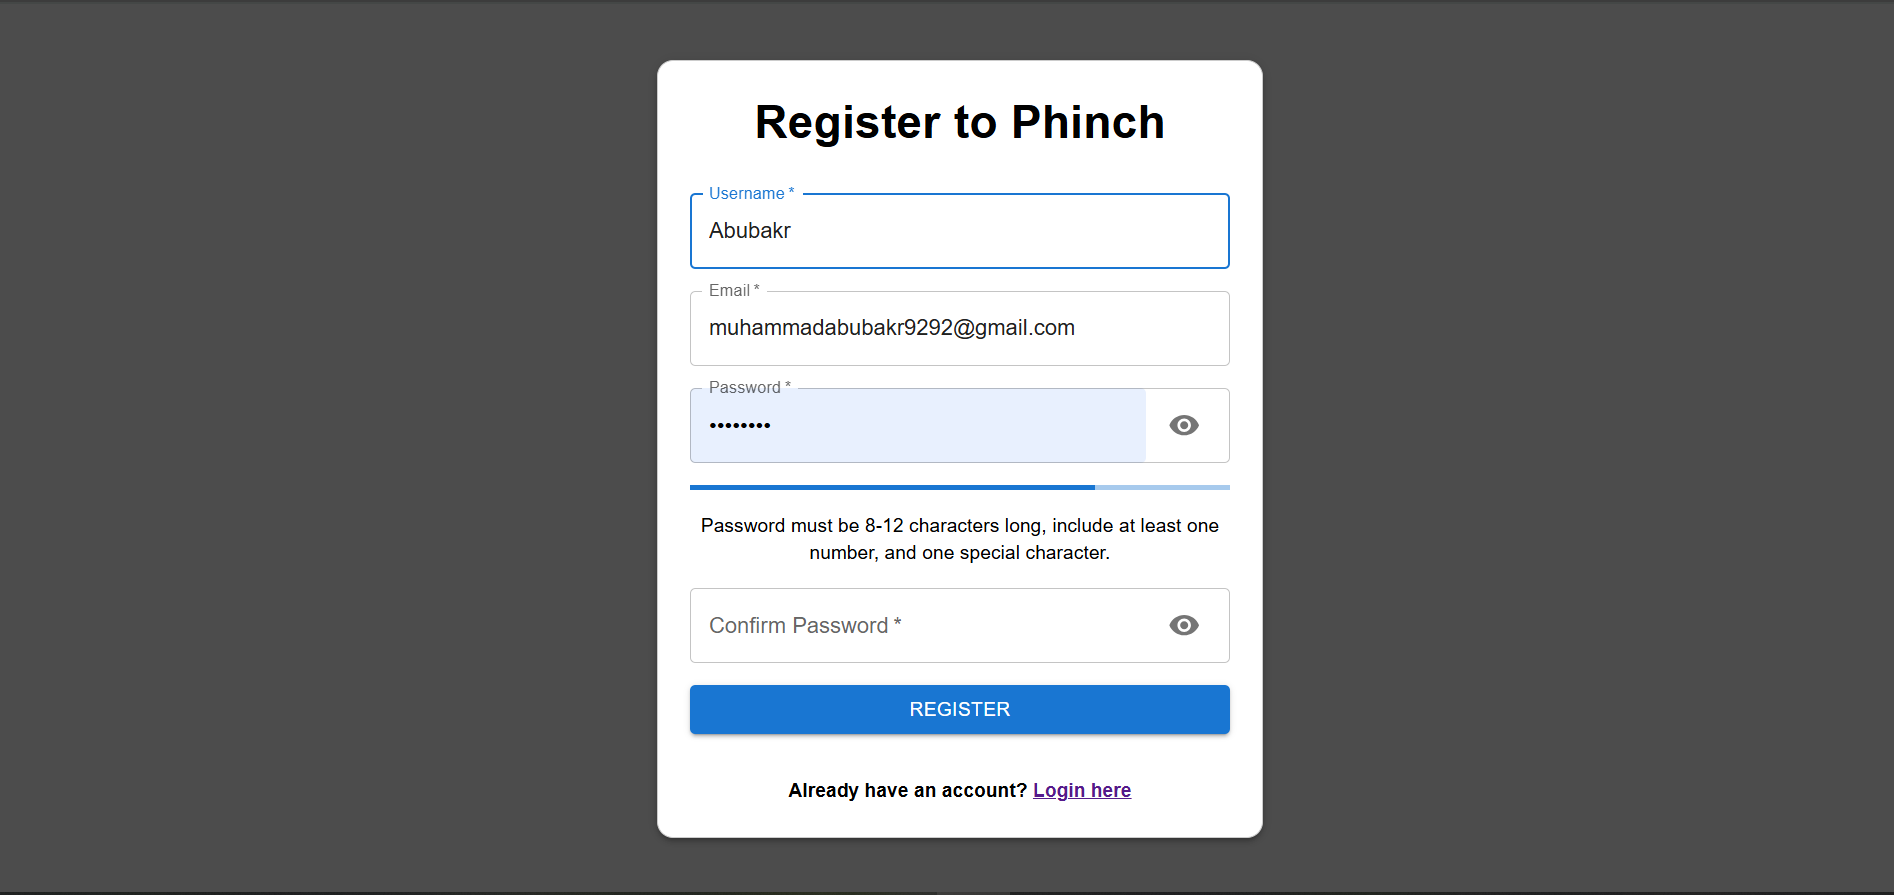 Register to Phinch
Username *
Abubakr
Email *
muhammadabubakr9292@gmail.com
Password *
••••••••
Password must be 8-12 characters long, include at least one
number, and one special character.
Confirm Password *
REGISTER
Already have an account? Login here